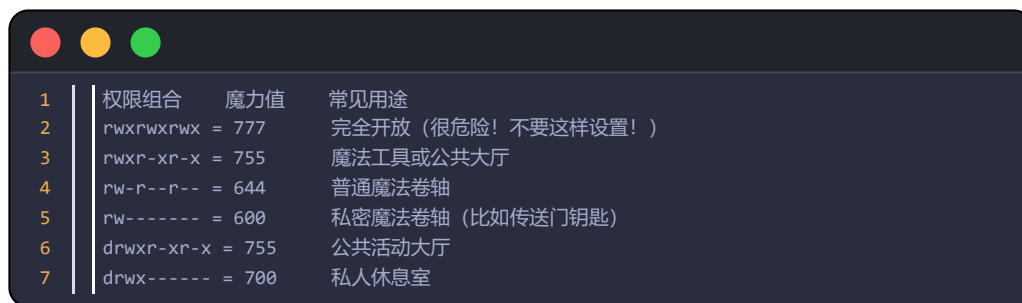 1 权限组合 魔力值 常见用途
2 rwxrwxrwx = 777 完全开放（很危险！不要这样设置！）
3 rwxr-xr-x = 755 魔法工具或公共大厅
4 rw-r--r-- = 644 普通魔法卷轴
5 rw------- = 600 私密魔法卷轴（比如传送门钥匙）
6 drwxr-xr-x = 755 公共活动大厅
7 drwx------ = 700 私人休息室